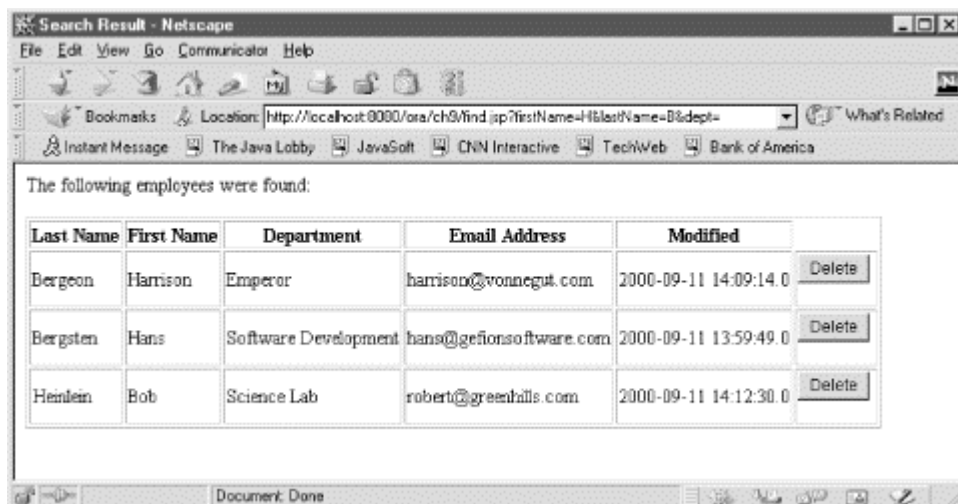 Search Result - Netscape
File Edit View Go Communicator Help
Bookmarks Location: http://localhost:8080/ora/ch9/find.jsp?firstName=H&lastName=B&dept= What's Related
Instant Message The Java Lobby JavaSoft CNN Interactive TechWeb Bank of America
The following employees were found:
Last Name First Name Department Email Address Modified
Bergeon Harrison Emperor harrison@vonnegut.com 2000-09-11 14:09:14.0 Delete
Bergsten Hans Software Development hans@gefionsoftware.com 2000-09-11 13:59:49.0 Delete
Heinlein Bob Science Lab robert@greenhills.com 2000-09-11 14:12:30.0 Delete
Document: Done